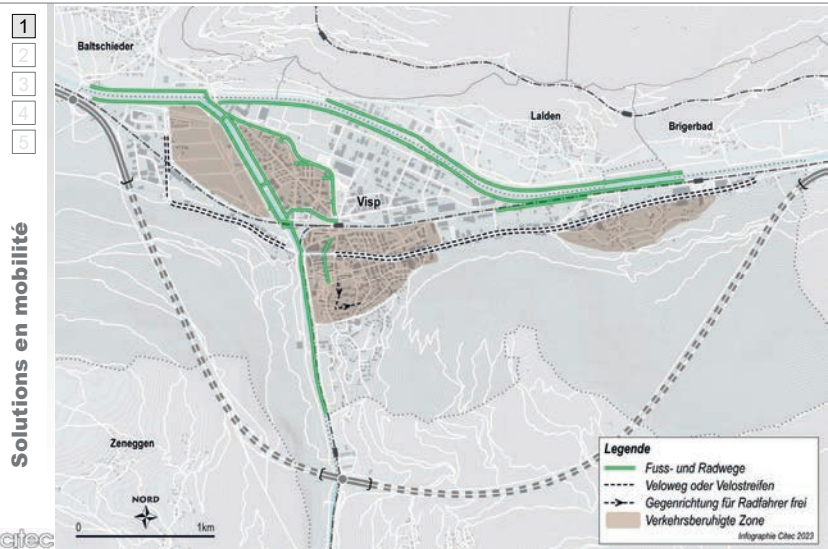 1
2
3
4
5
Solutions en mobilité
citec
Baltschieder
Lalden
Brigerbad
Visp
Zeneggen
NORD
0 1km
Legende
Fuss- und Radwege
Veloweg oder Velostreifen
Gegenrichtung für Radfahrer frei
Verkehrsberuhigte Zone
Infographie Citec 2023